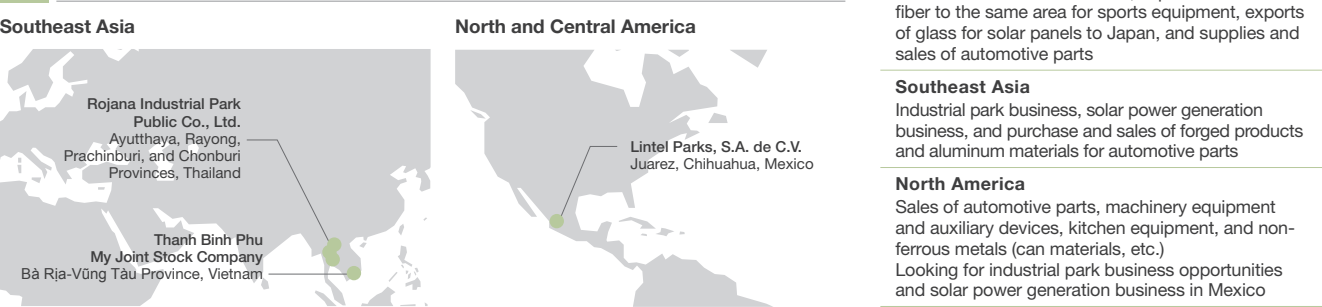 Southeast Asia
Rojana Industrial Park
Public Co., Ltd.
Ayutthaya, Rayong,
Prachinburi, and Chonburi
Provinces, Thailand
Thanh Binh Phu
My Joint Stock Company
Bà Rịa-Vũng Tàu Province, Vietnam
North and Central America
Lintel Parks, S.A. de C.V.
Juarez, Chihuahua, Mexico
fiber to the same area for sports equipment, exports
of glass for solar panels to Japan, and supplies and
sales of automotive parts
Southeast Asia
Industrial park business, solar power generation
business, and purchase and sales of forged products
and aluminum materials for automotive parts
North America
Sales of automotive parts, machinery equipment
and auxiliary devices, kitchen equipment, and non-
ferrous metals (can materials, etc.)
Looking for industrial park business opportunities
and solar power generation business in Mexico